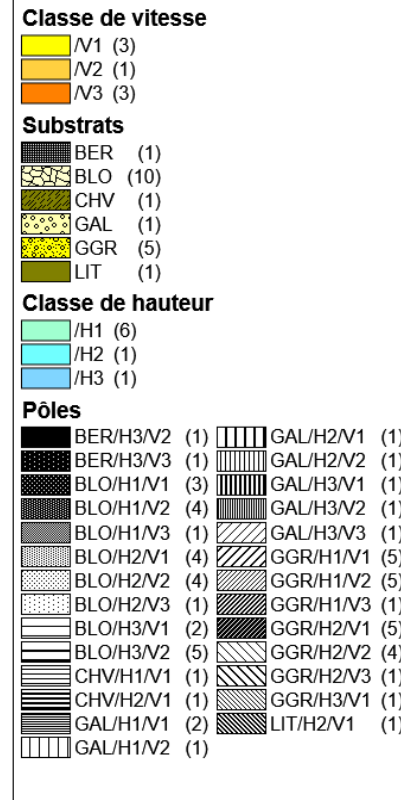 Classe de vitesse
/V1 (3)
/V2 (1)
/V3 (3)
Substrats
BER (1)
BLO (10)
CHV (1)
GAL (1)
GGR (5)
LIT (1)
Classe de hauteur
/H1 (6)
/H2 (1)
/H3 (1)
Pôles
BER/H3/V2 (1)
BER/H3/V3 (1)
BLO/H1/V1 (3)
BLO/H1/V2 (4)
BLO/H1/V3 (1)
BLO/H2/V1 (4)
BLO/H2/V2 (4)
BLO/H2/V3 (1)
BLO/H3/V1 (2)
BLO/H3/V2 (5)
CHV/H1/V1 (1)
CHV/H2/V1 (1)
GAL/H1/V1 (2)
GAL/H1/V2 (1)
GAL/H2/V1 (1)
GAL/H2/V2 (1)
GAL/H3/V1 (1)
GAL/H3/V2 (1)
GAL/H3/V3 (1)
GGR/H1/V1 (5)
GGR/H1/V2 (5)
GGR/H1/V3 (1)
GGR/H2/V1 (5)
GGR/H2/V2 (4)
GGR/H2/V3 (1)
GGR/H3/V1 (1)
LIT/H2/V1 (1)